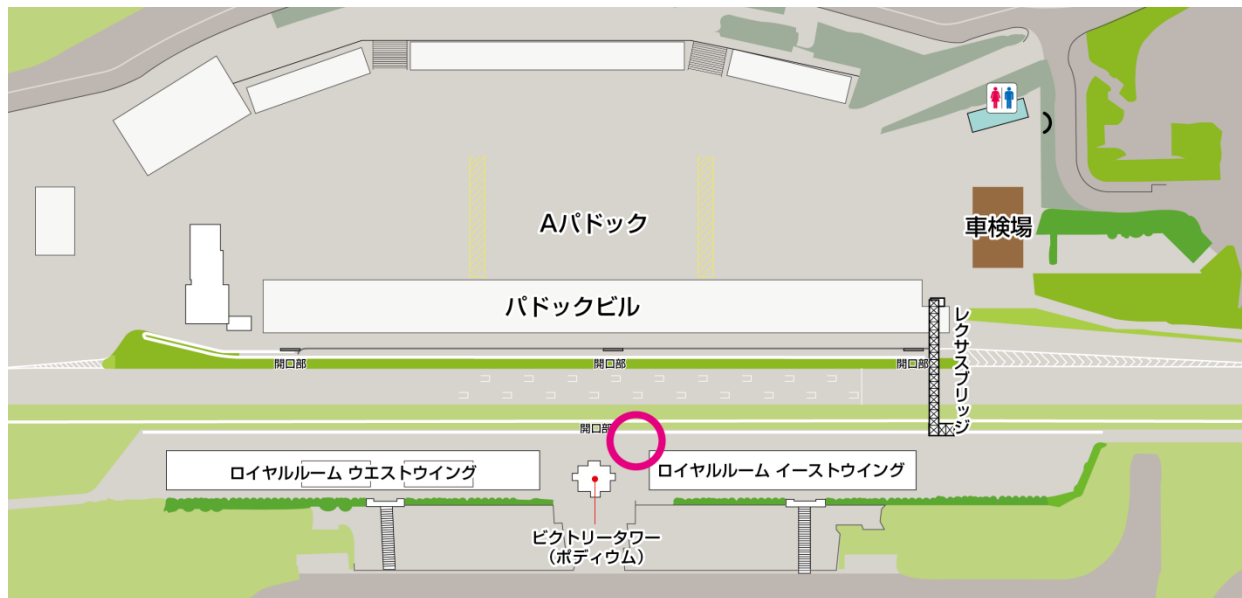 Aパドック
車検場
パドックビル
レクサスブリッジ
開口部
開口部
開口部
開口部
ロイヤルルーム ウエストウイング
ロイヤルルーム イーストウイング
ビクトリータワー
（ポディウム）